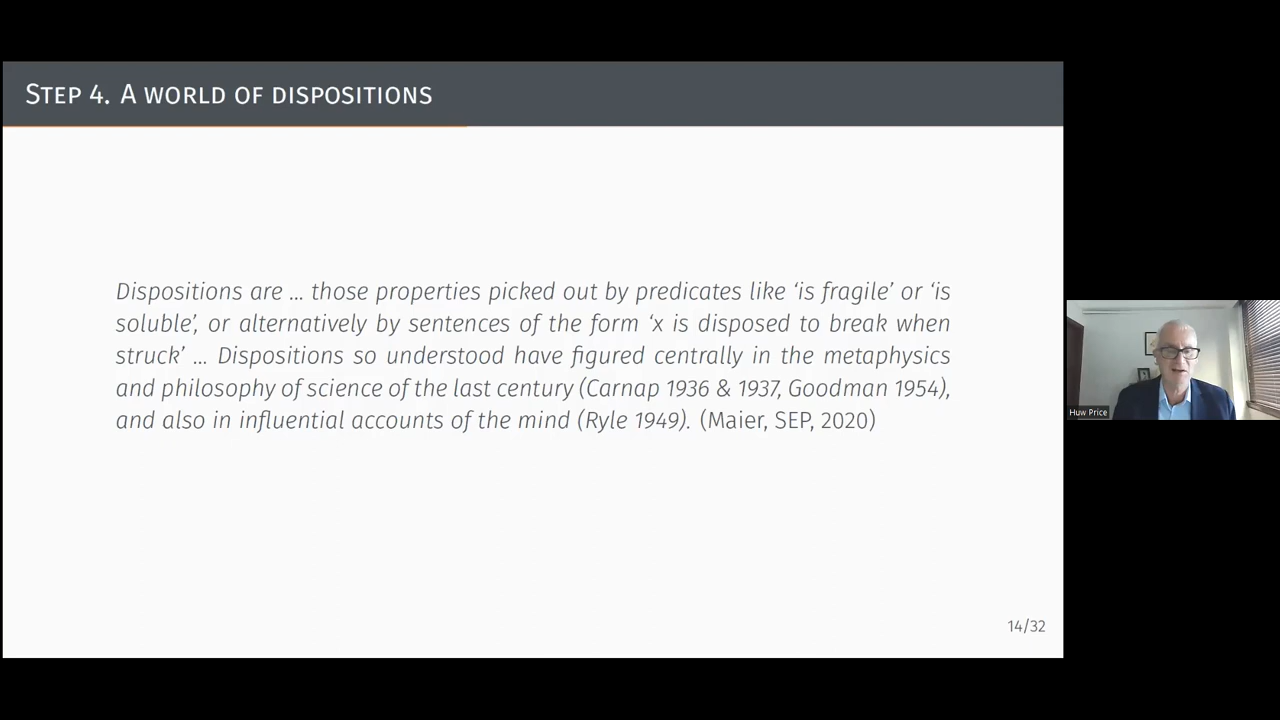 STEP 4. A WORLD OF DISPOSITIONS
Dispositions are ... those properties picked out by predicates like ‘is fragile’ or ‘is
soluble’, or alternatively by sentences of the form ‘x is disposed to break when
struck’ ... Dispositions so understood have figured centrally in the metaphysics
and philosophy of science of the last century (Carnap 1936 & 1937, Goodman 1954),
and also in influential accounts of the mind (Ryle 1949). (Maier, SEP, 2020)
Huw Price
14/32